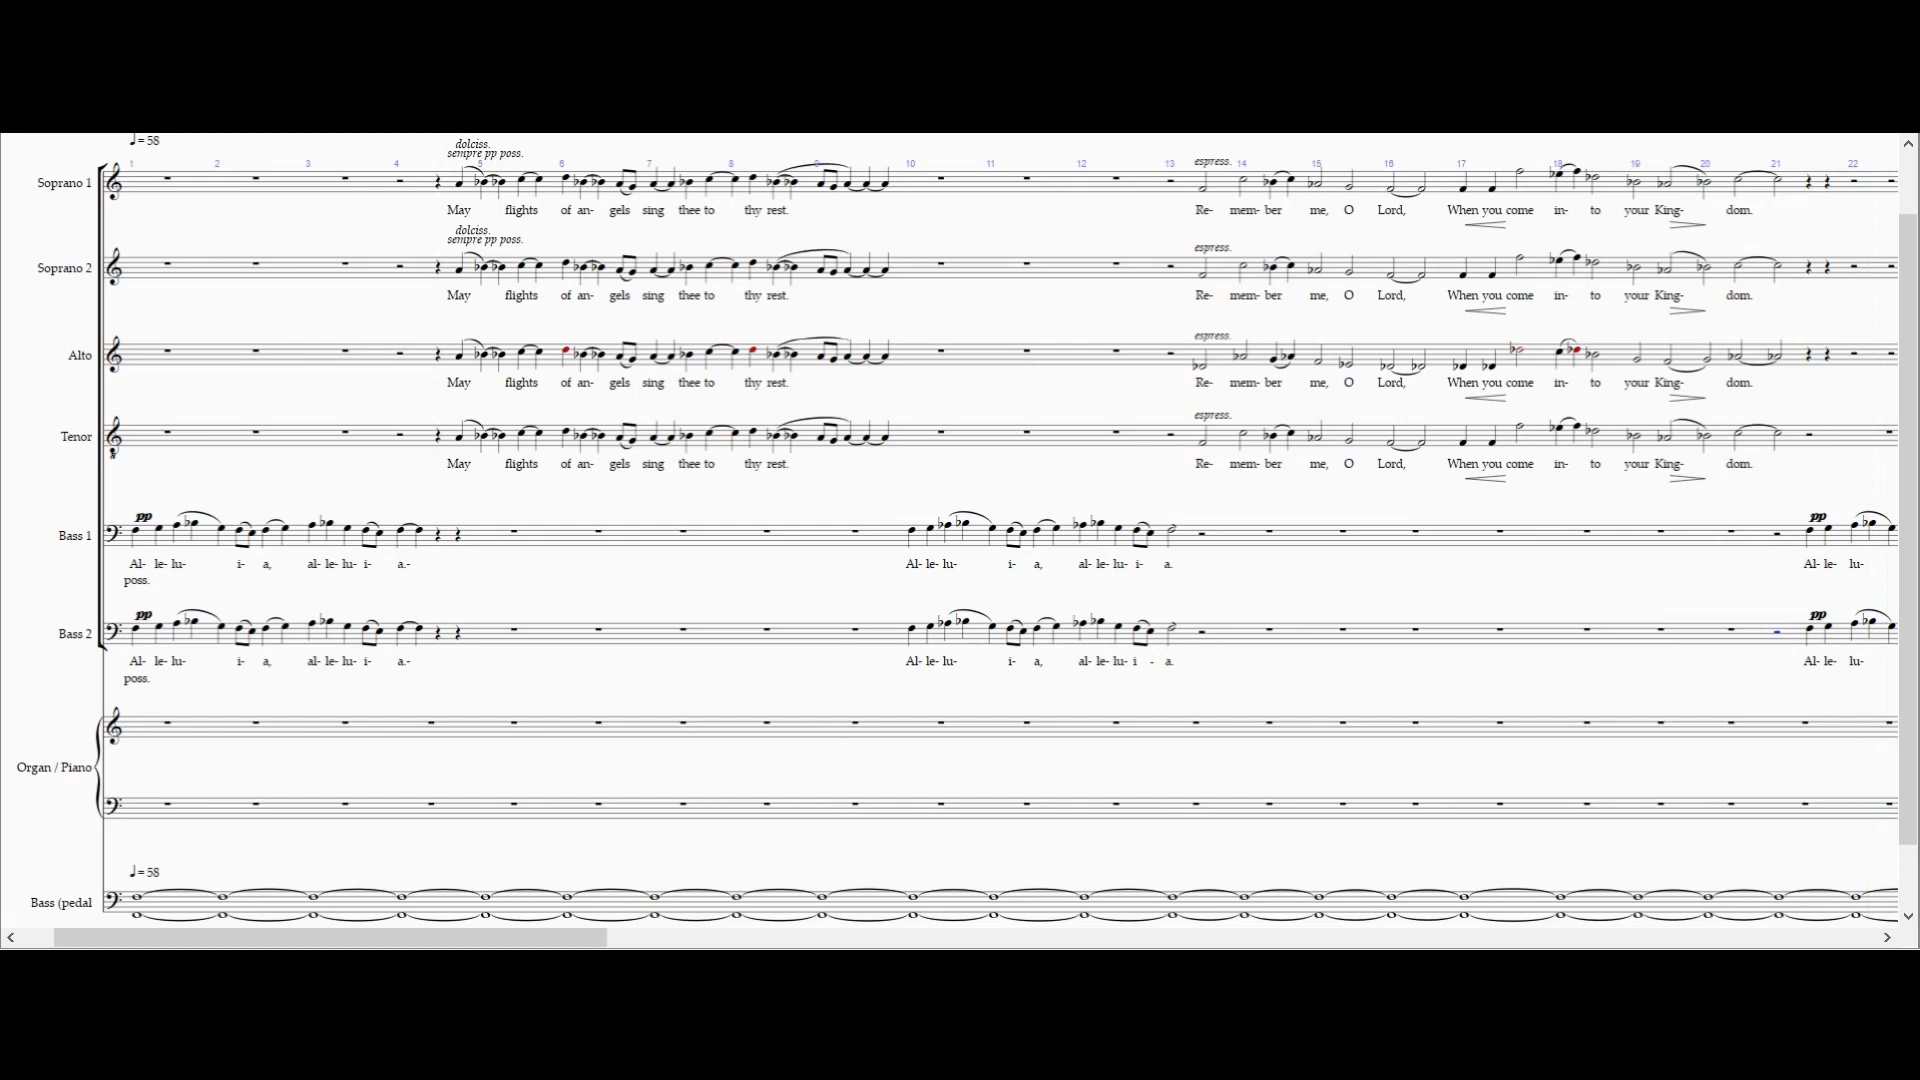 ♩= 58
dolciss.
sempre pp poss.
1 2 3 4 5 6 7 8 9 10 11 12 13 espress. 14 15 16 17 18 19 20 21 22
Soprano 1
May flights of an- gels sing thee to thy rest. Re- mem- ber me, O Lord, When you come in- to your King- dom.
dolciss.
sempre pp poss.
espress.
Soprano 2
May flights of an- gels sing thee to thy rest. Re- mem- ber me, O Lord, When you come in- to your King- dom.
espress.
Alto
May flights of an- gels sing thee to thy rest. Re- mem- ber me, O Lord, When you come in- to your King- dom.
espress.
Tenor
May flights of an- gels sing thee to thy rest. Re- mem- ber me, O Lord, When you come in- to your King- dom.
pp pp
Bass 1
Al- le- lu- i- a, al- le- lu- i- a.- Al- le- lu- i- a, al- le- lu- i- a. Al- le- lu-
poss.
pp pp
Bass 2
Al- le- lu- i- a, al- le- lu- i- a.- Al- le- lu- i- a, al- le- lu- i - a. Al- le- lu-
poss.
Organ / Piano
♩= 58
Bass (pedal